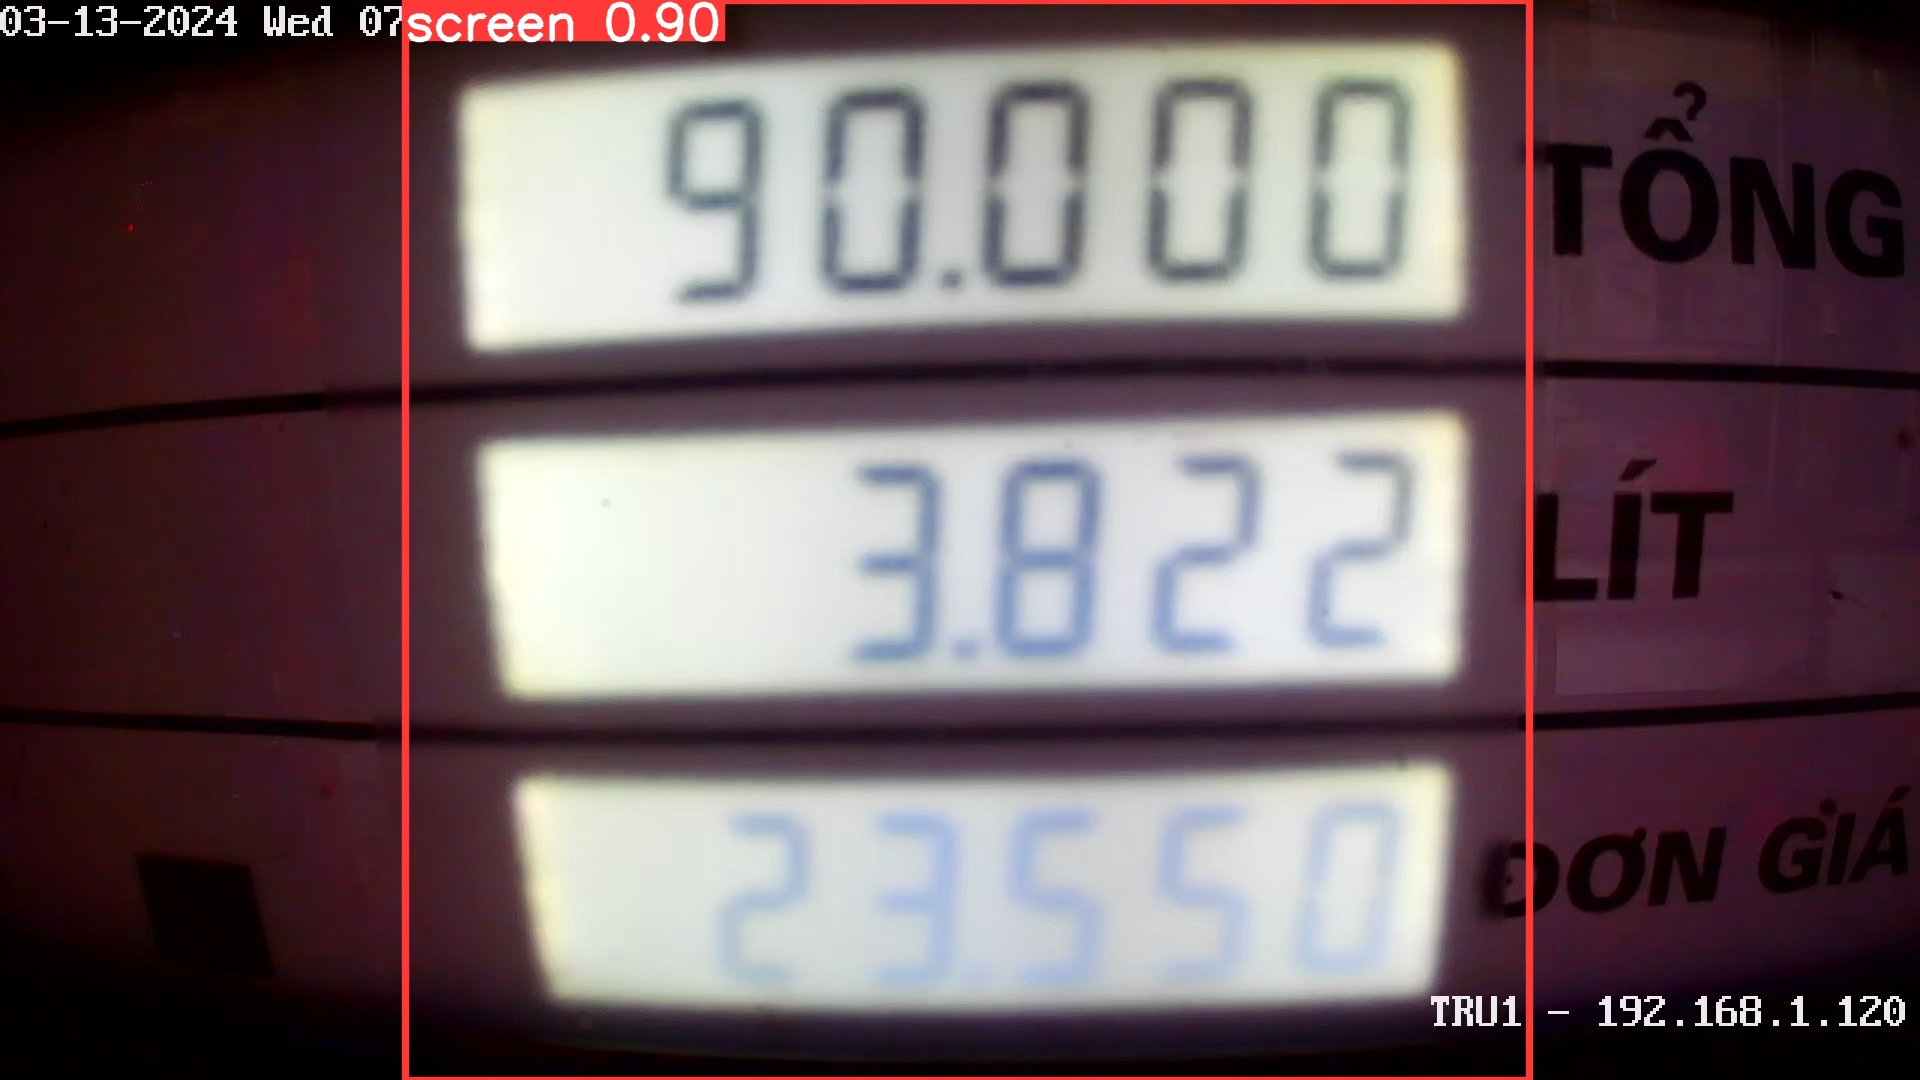 03-13-2024 Wed 07
screen 0.90
90.000
TỔNG
3.822
LÍT
23.550
ĐƠN GIÁ
TRU1 - 192.168.1.120